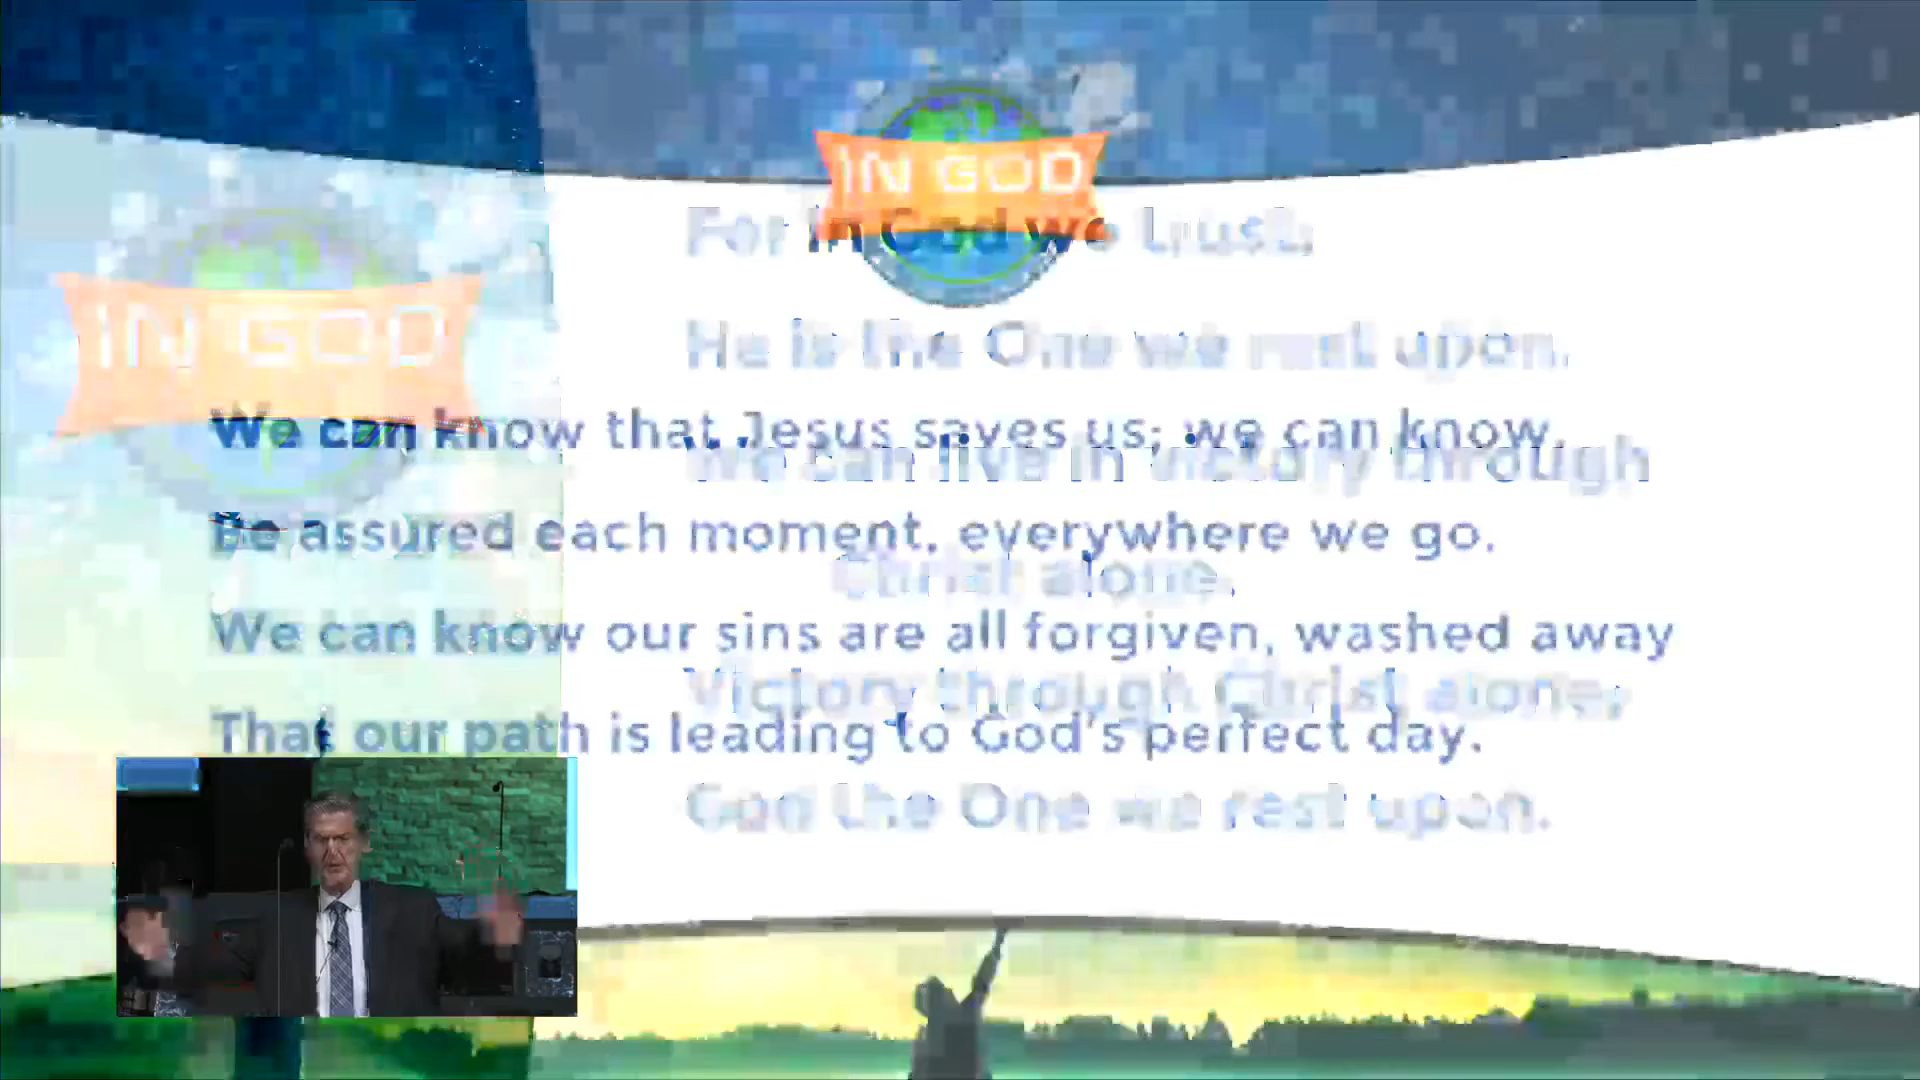 IN GOD
For in God we trust,
He is the One we rest upon.
IN GOD
We can know that Jesus saves us; we can know,
We can live in victory through
Be assured each moment, everywhere we go.
Christ alone.
We can know our sins are all forgiven, washed away
Victory through Christ alone,
That our path is leading to God's perfect day.
God the One we rest upon.